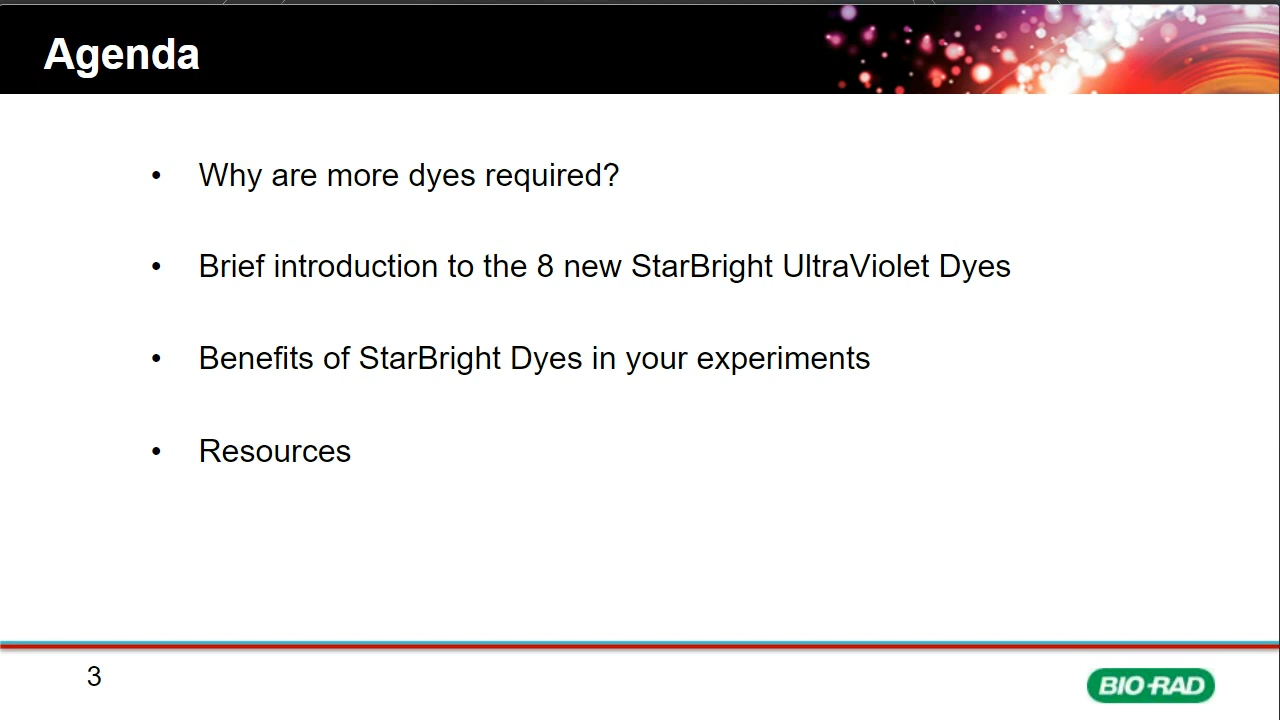 Agenda
• Why are more dyes required?
• Brief introduction to the 8 new StarBright UltraViolet Dyes
• Benefits of StarBright Dyes in your experiments
• Resources
3
BIO-RAD